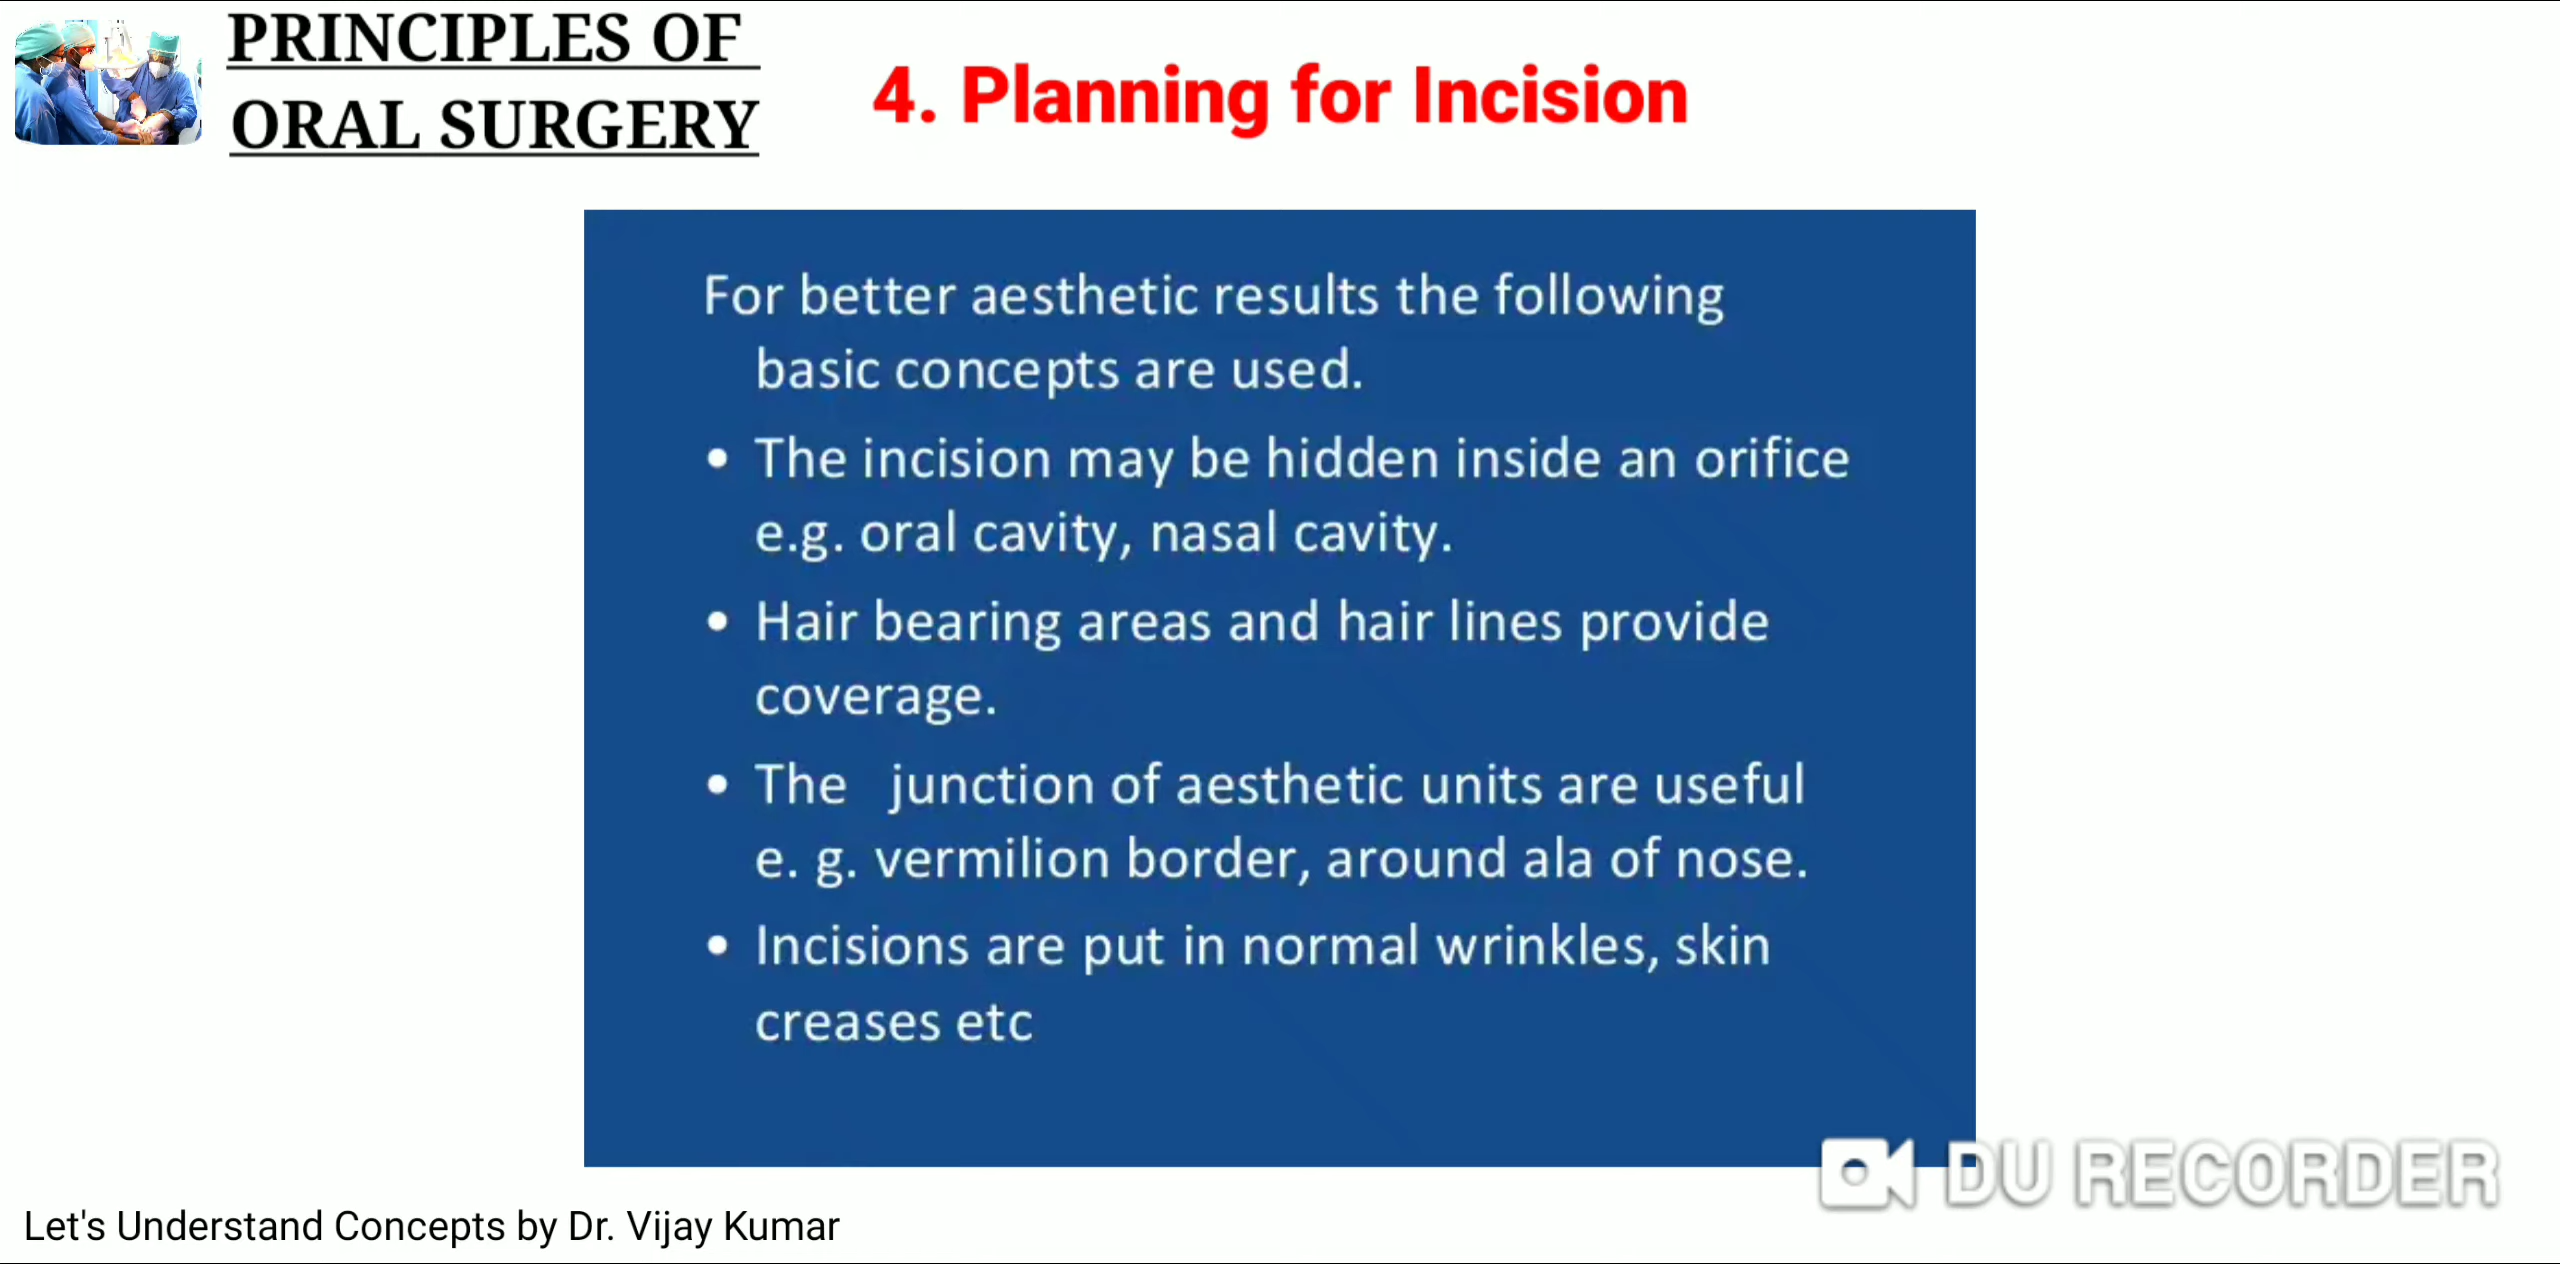 PRINCIPLES OF
ORAL SURGERY
4. Planning for Incision
For better aesthetic results the following
basic concepts are used.
• The incision may be hidden inside an orifice
e.g. oral cavity, nasal cavity.
• Hair bearing areas and hair lines provide
coverage.
• The junction of aesthetic units are useful
e. g. vermilion border, around ala of nose.
• Incisions are put in normal wrinkles, skin
creases etc
DU RECORDER
Let's Understand Concepts by Dr. Vijay Kumar